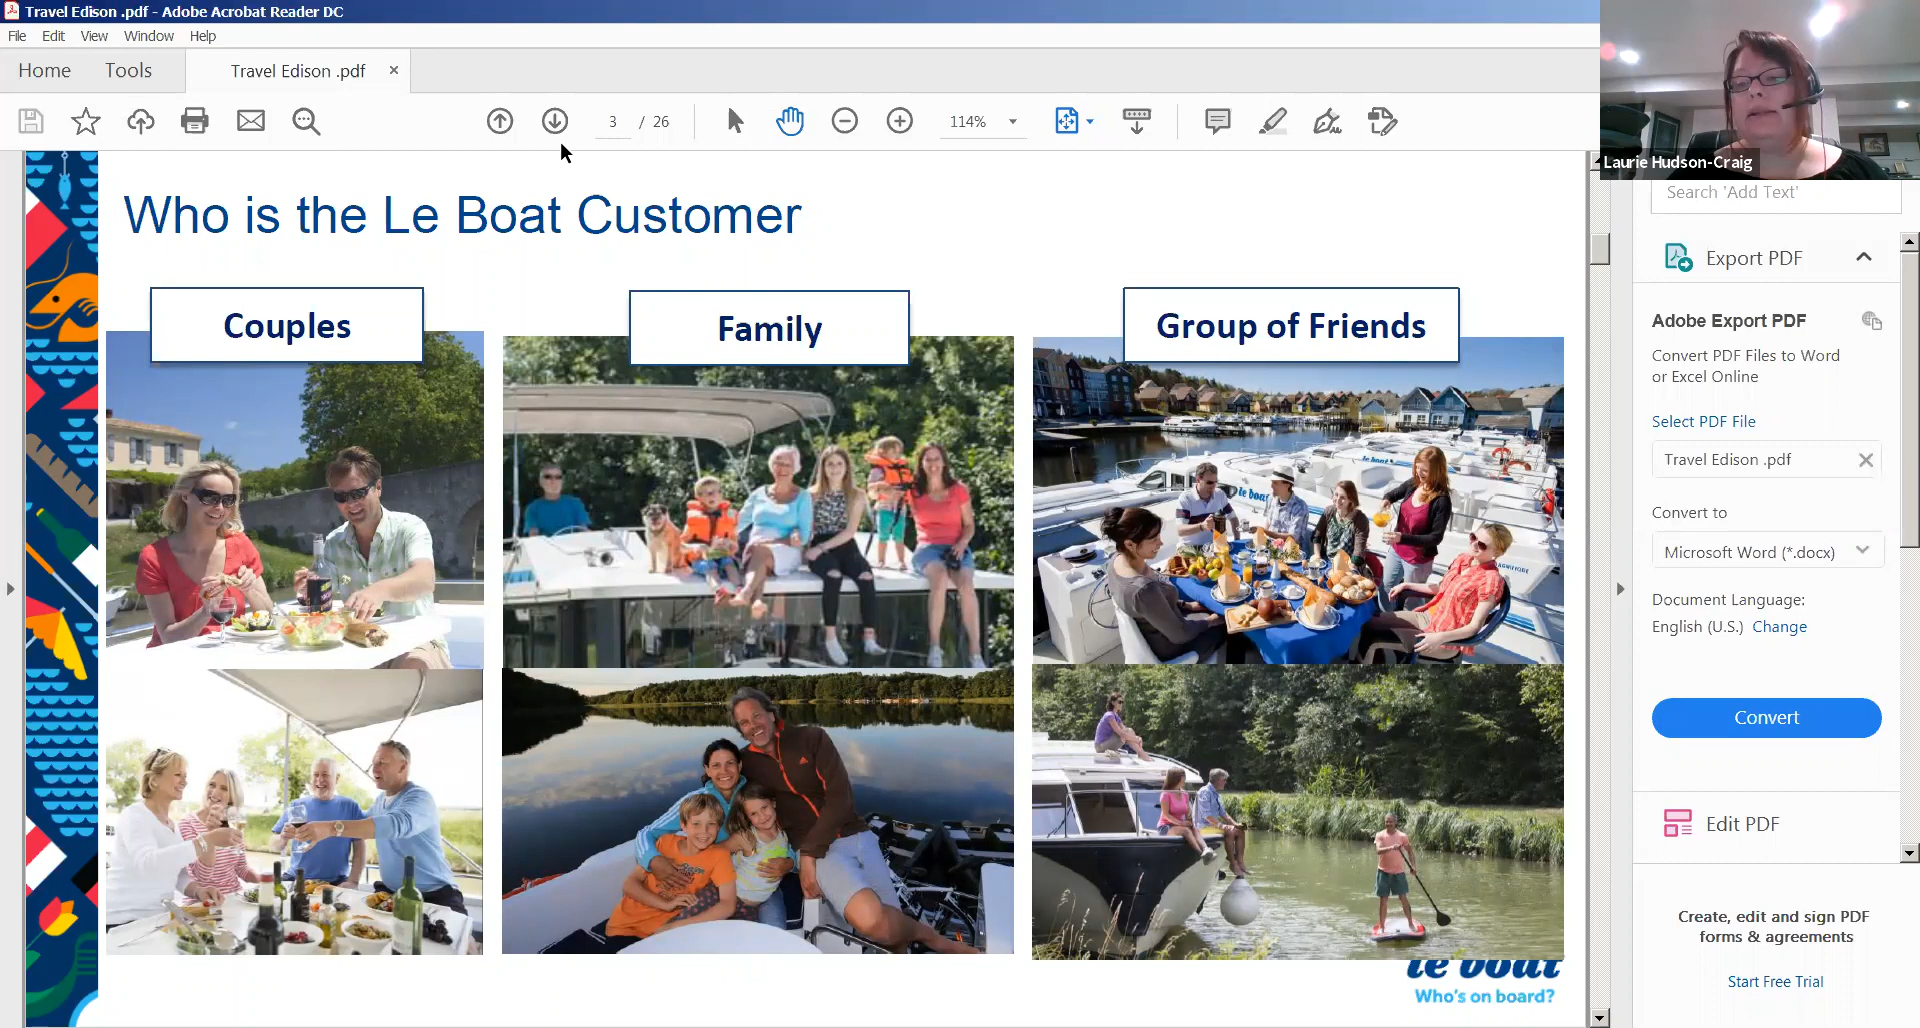 Travel Edison .pdf - Adobe Acrobat Reader DC
File Edit View Window Help
Home Tools Travel Edison .pdf ×
3 / 26 114%
Laurie Hudson-Craig
Search 'Add Text'
Who is the Le Boat Customer
Couples
Family
Group of Friends
le boat
le boat
Who's on board?
Export PDF
Adobe Export PDF
Convert PDF Files to Word
or Excel Online
Select PDF File
Travel Edison .pdf
Convert to
Microsoft Word (*.docx)
Document Language:
English (U.S.) Change
Convert
Edit PDF
Create, edit and sign PDF
forms & agreements
Start Free Trial